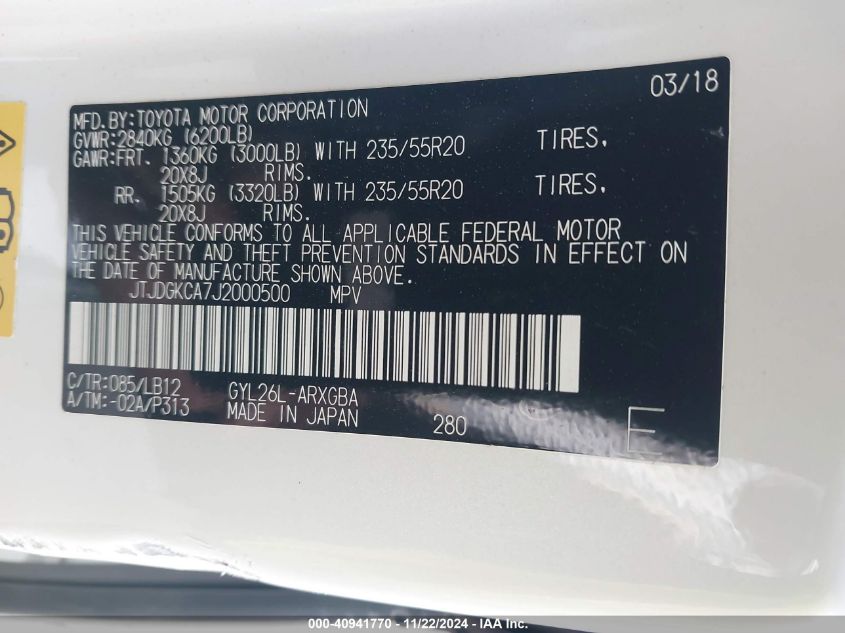 03/18
MFD.BY:TOYOTA MOTOR CORPORATION
GVWR:2840KG (6200LB)
GAWR:FRT. 1360KG (3000LB) WITH 235/55R20 TIRES.
20X8J RIMS.
RR. 1505KG (3320LB) WITH 235/55R20 TIRES.
20X8J RIMS.
THIS VEHICLE CONFORMS TO ALL APPLICABLE FEDERAL MOTOR
VEHICLE SAFETY AND THEFT PREVENTION STANDARDS IN EFFECT ON
THE DATE OF MANUFACTURE SHOWN ABOVE.
JTJDGKCA7J2000500 MPV
C/TR:085/LB12 GYL26L-ARXGBA
A/TM:-02A/P313 MADE IN JAPAN 280 E
000-40941770 - 11/22/2024 - IAA Inc.